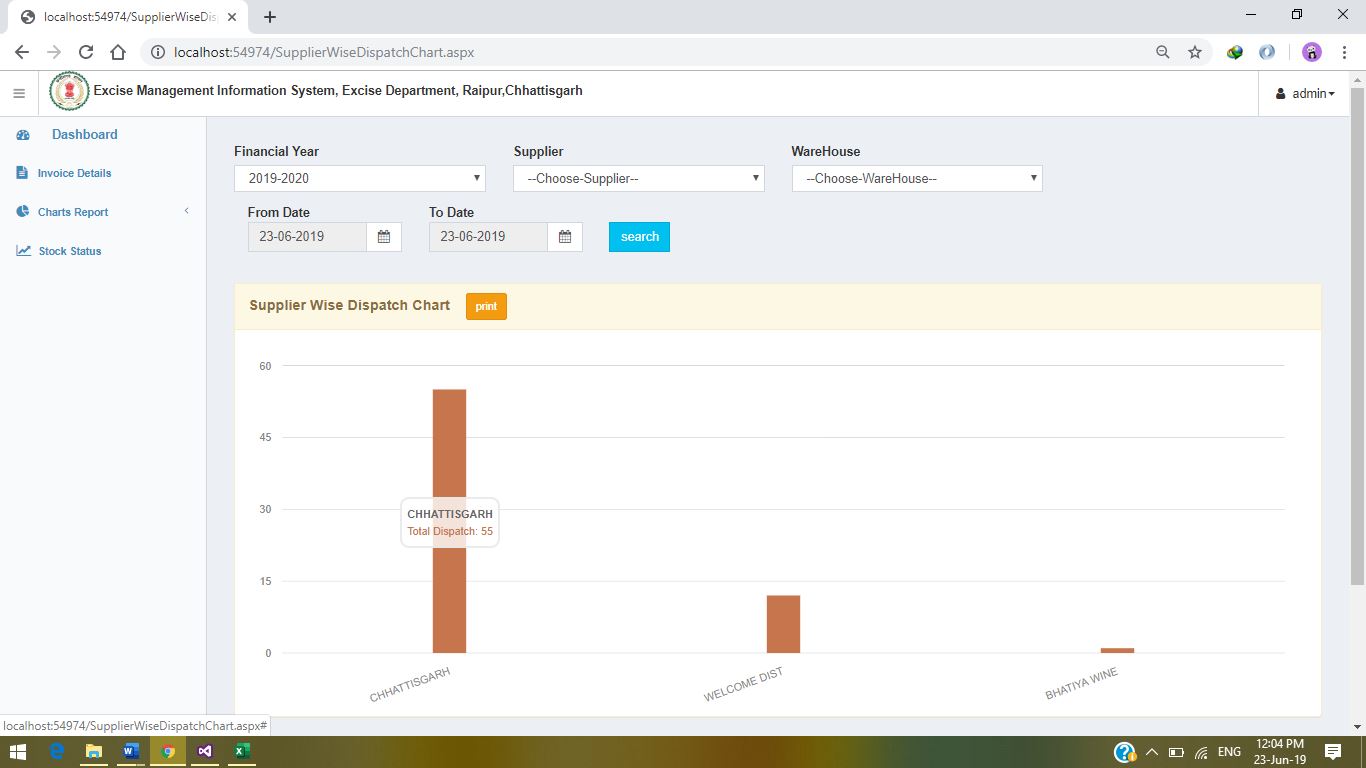 localhost:54974/SupplierWiseDis
localhost:54974/SupplierWiseDispatchChart.aspx
Excise Management Information System, Excise Department, Raipur,Chhattisgarh
admin
Dashboard
Invoice Details
Charts Report
Stock Status
Financial Year Supplier WareHouse
2019-2020 --Choose-Supplier-- --Choose-WareHouse--
From Date To Date
23-06-2019 23-06-2019 search
Supplier Wise Dispatch Chart print
60
45
30
15
0
CHHATTISGARH
Total Dispatch: 55
CHHATTISGARH WELCOME DIST BHATIYA WINE
localhost:54974/SupplierWiseDispatchChart.aspx#
ENG
12:04 PM
23-Jun-19